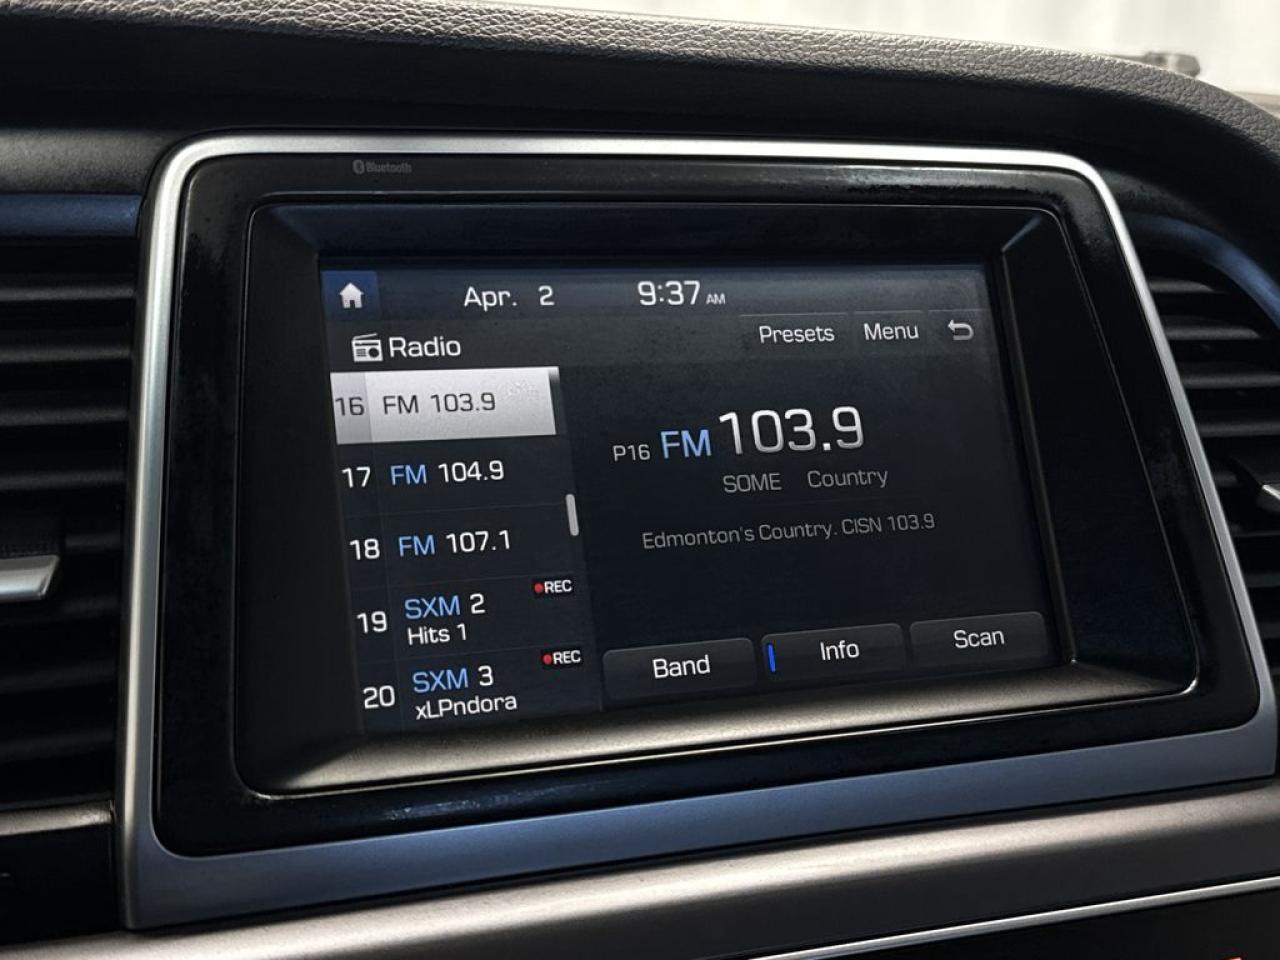 Bluetooth
Apr. 2 9:37 AM
Radio Presets Menu
16 FM 103.9
17 FM 104.9
18 FM 107.1
19 SXM 2 REC
Hits 1
20 SXM 3 REC
xLPndora
P16 FM 103.9
SOME Country
Edmonton's Country. CISN 103.9
Band Info Scan